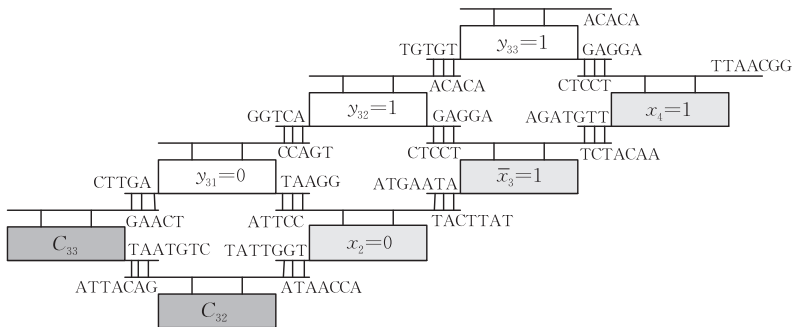 ACACA
y₃₃=1
TGTGT
GAGGA
TTAACGG
ACACA
CTCCT
y₃₂=1
x₄=1
GGTCA
GAGGA
AGATGTT
CCAGT
CTCCT
TCTACAA
y₃₁=0
x̄₃=1
CTTGA
TAAGG
ATGAATA
GAACT
ATTCC
TACTTAT
C₃₃
x₂=0
TAATGTC
TATTGGT
ATTACAG
ATAACCA
C₃₂